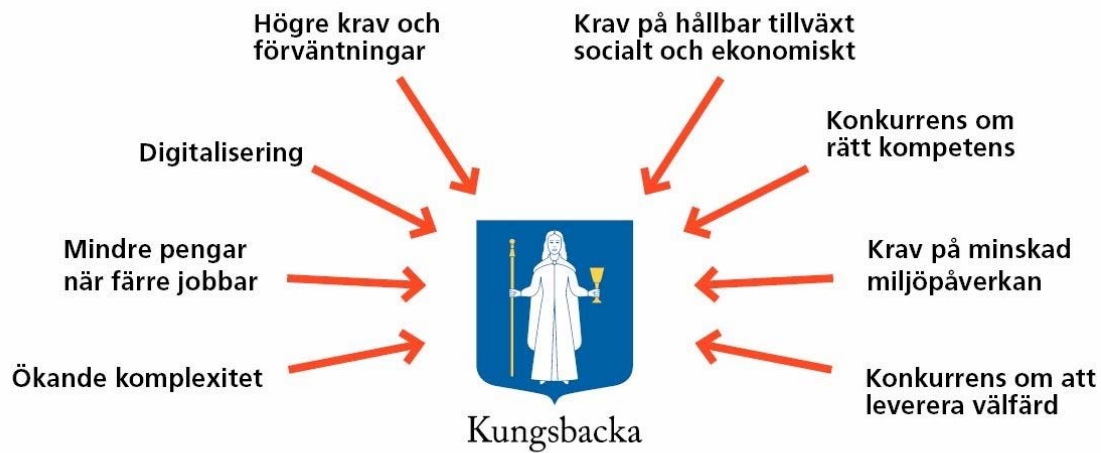 Högre krav och
förväntningar
Krav på hållbar tillväxt
socialt och ekonomiskt
Digitalisering
Konkurrens om
rätt kompetens
Mindre pengar
när färre jobbar
Krav på minskad
miljöpåverkan
Ökande komplexitet
Konkurrens om att
leverera välfärd
Kungsbacka